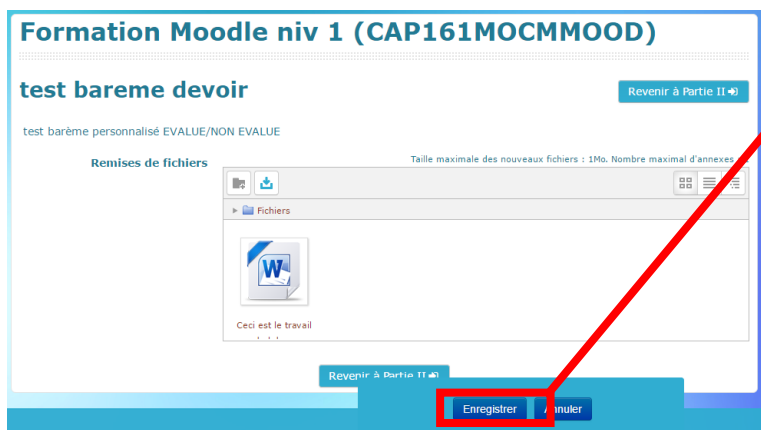 Formation Moodle niv 1 (CAP161MOCMMOOD)
test bareme devoir
Revenir à Partie II
test barème personnalisé EVALUE/NON EVALUE
Remises de fichiers
Taille maximale des nouveaux fichiers : 1Mo. Nombre maximal d'annexes
Fichiers
W
Ceci est le travail
Revenir à Partie II
Enregistrer
Annuler